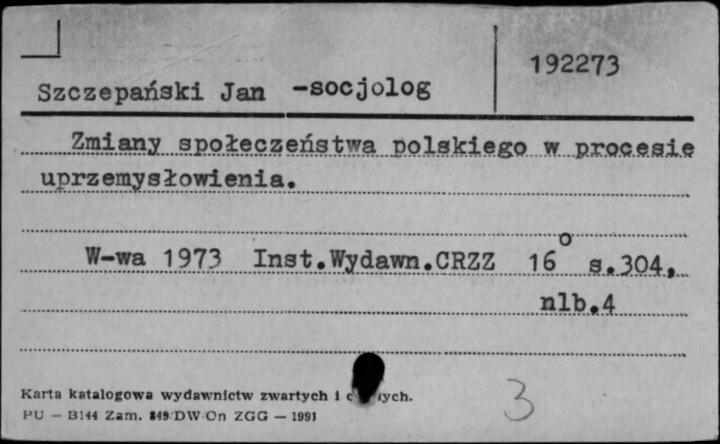 192273
Szczepański Jan -socjolog
Zmiany społeczeństwa polskiego w procesie
uprzemysłowienia.
W-wa 1973 Inst.Wydawn.CRZZ 16° s.304,
nlb.4
Karta katalogowa wydawnictw zwartych i
PU — B144 Zam. 849/DW/On ZGG — 1991
3